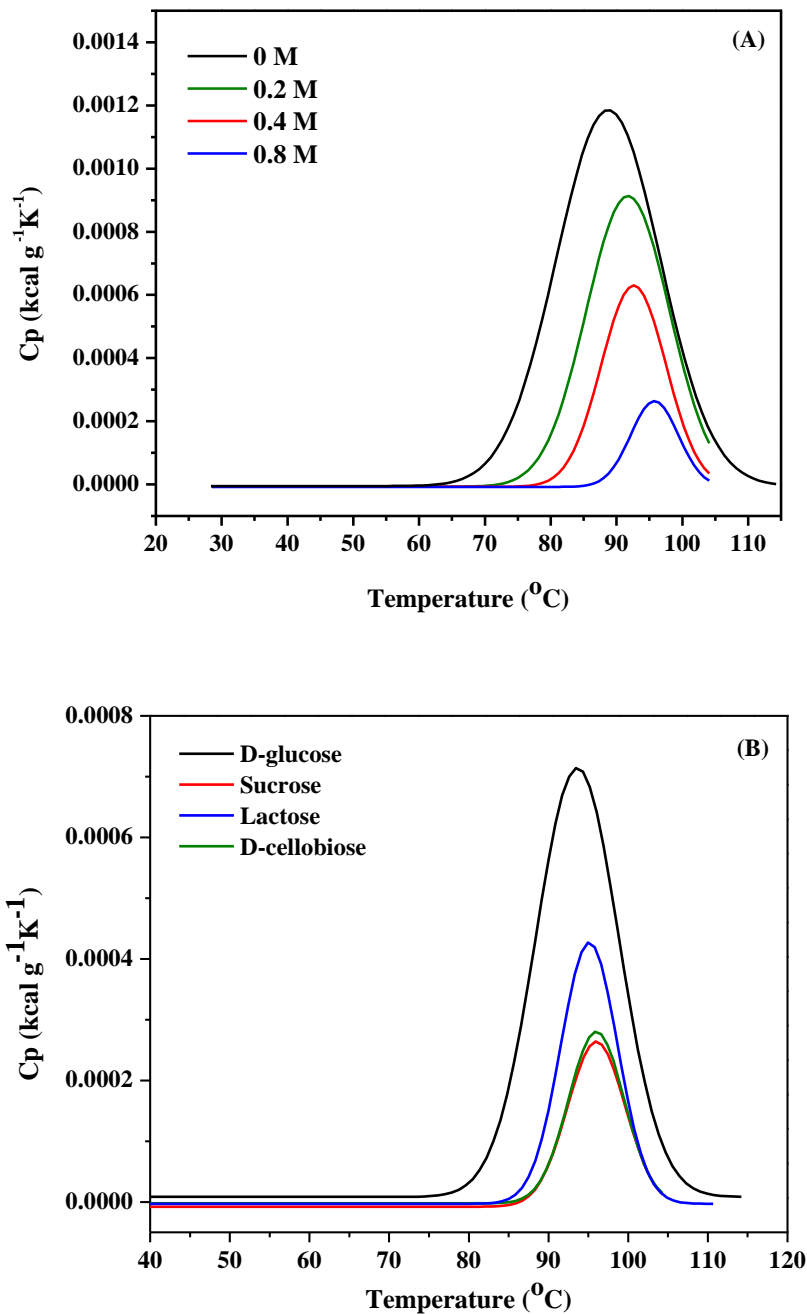 (A)
0 M
0.2 M
0.4 M
0.8 M
0.0014
0.0012
0.0010
0.0008
0.0006
0.0004
0.0002
0.0000
Cp (kcal g⁻¹K⁻¹)
20 30 40 50 60 70 80 90 100 110
Temperature (ᴼC)
(B)
D-glucose
Sucrose
Lactose
D-cellobiose
0.0008
0.0006
0.0004
0.0002
0.0000
Cp (kcal g⁻¹K⁻¹)
40 50 60 70 80 90 100 110 120
Temperature (ᴼC)